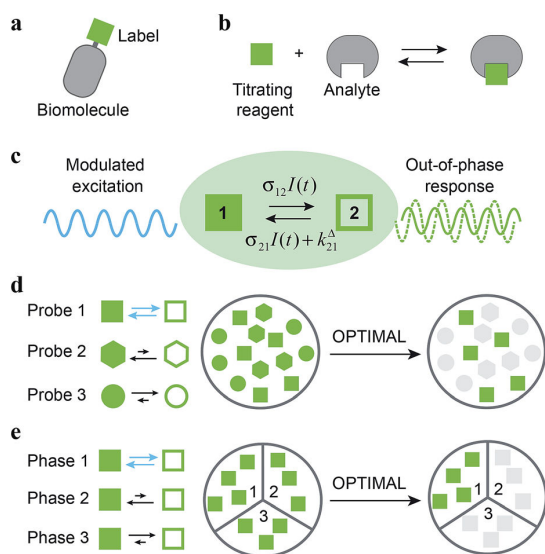 a
Label
Biomolecule
b
+
Titrating
reagent
Analyte
c
Modulated
excitation
Out-of-phase
response
1
σ₁₂I(t)
σ₂₁I(t) + k₂₁^Δ
2
d
Probe 1
Probe 2
Probe 3
OPTIMAL
e
Phase 1
Phase 2
Phase 3
1
2
3
OPTIMAL
1
2
3